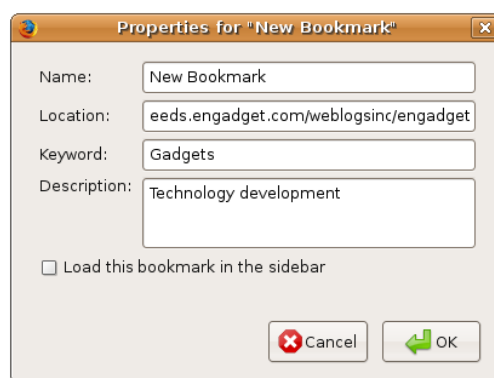 Properties for "New Bookmark"
Name: New Bookmark
Location: eeds.engadget.com/weblogsinc/engadget
Keyword: Gadgets
Description: Technology development
Load this bookmark in the sidebar
Cancel OK